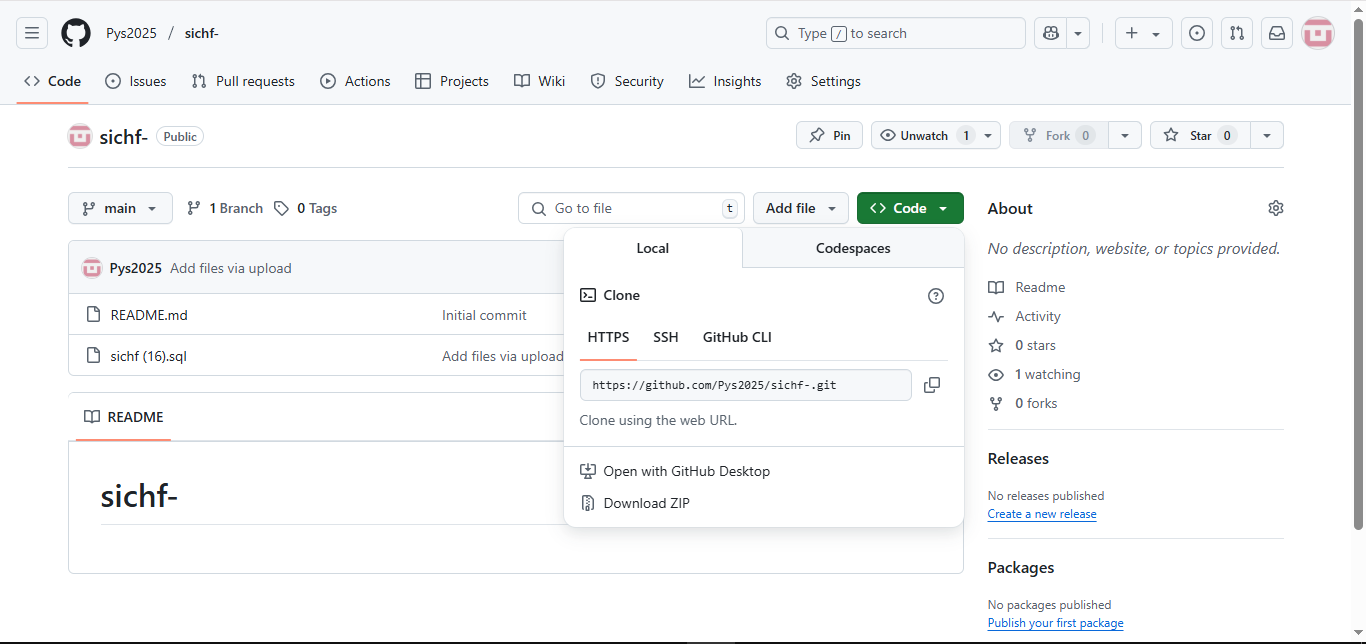 Pys2025 / sichf-
Type / to search
Code Issues Pull requests Actions Projects Wiki Security Insights Settings
sichf- Public
Pin Unwatch 1 Fork 0 Star 0
main 1 Branch 0 Tags
Go to file t Add file Code
Pys2025 Add files via upload
README.md Initial commit
sichf (16).sql Add files via upload
README
sichf-
Local Codespaces
Clone
HTTPS SSH GitHub CLI
https://github.com/Pys2025/sichf-.git
Clone using the web URL.
Open with GitHub Desktop
Download ZIP
About
No description, website, or topics provided.
Readme
Activity
0 stars
1 watching
0 forks
Releases
No releases published
Create a new release
Packages
No packages published
Publish your first package